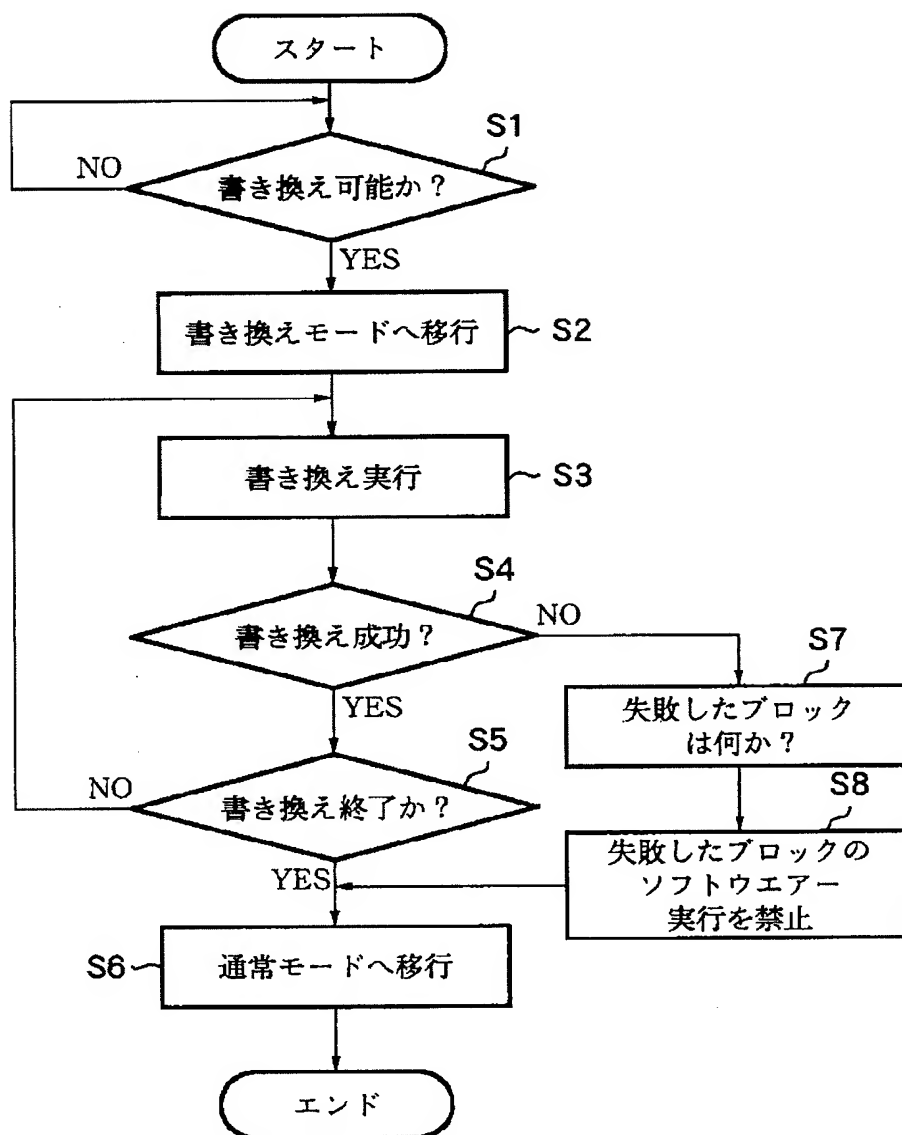 スタート
S1
NO
書き換え可能か?
YES
書き換えモードへ移行
S2
書き換え実行
S3
S4
書き換え成功?
NO
YES
S7
失敗したブロック
は何か?
S5
NO
書き換え終了か?
YES
S8
失敗したブロックの
ソフトウエアー
実行を禁止
S6
通常モードへ移行
エンド